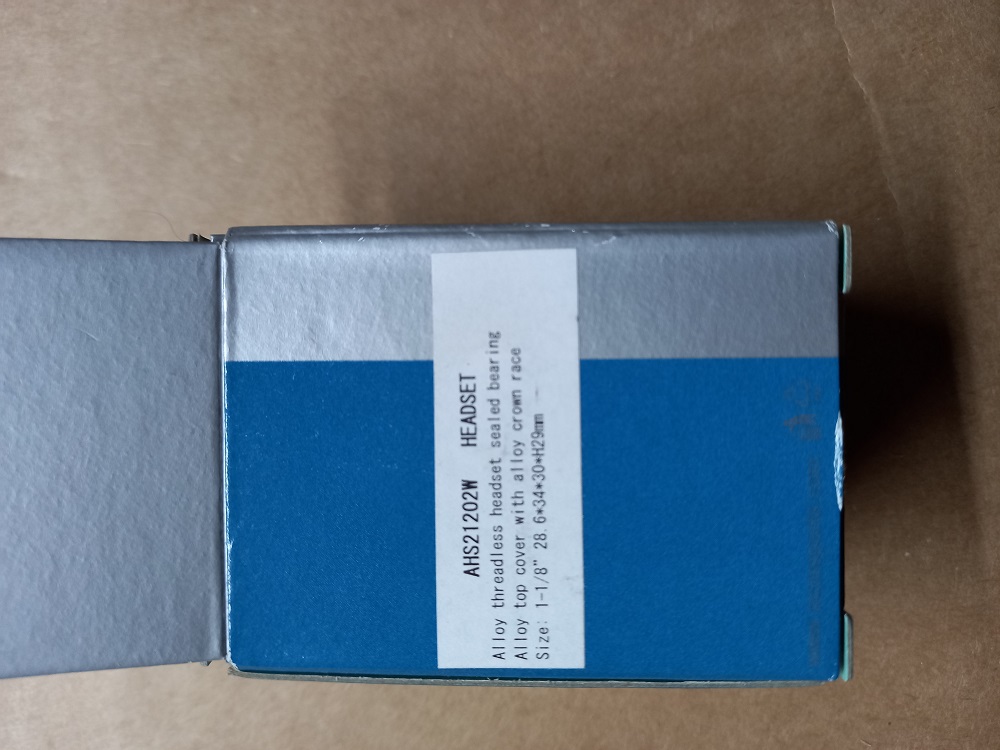 AHS21202W HEADSET
Alloy threadless headset, sealed bearing
Alloy top cover with alloy crown race
Size: 1-1/8" 28.6*34*30*H29mm